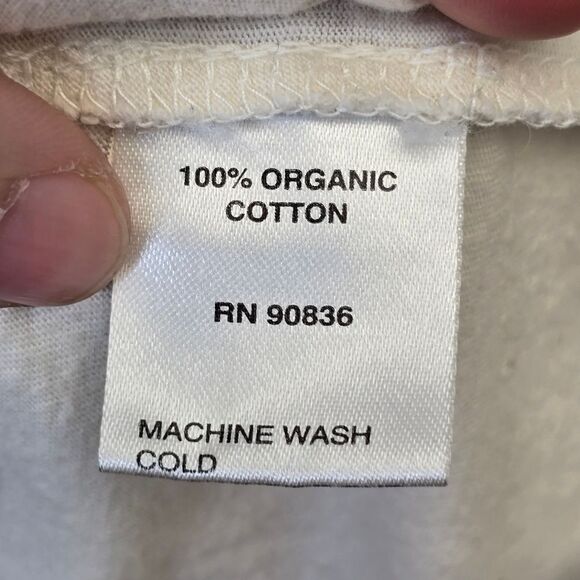 100% ORGANIC
COTTON
RN 90836
MACHINE WASH
COLD